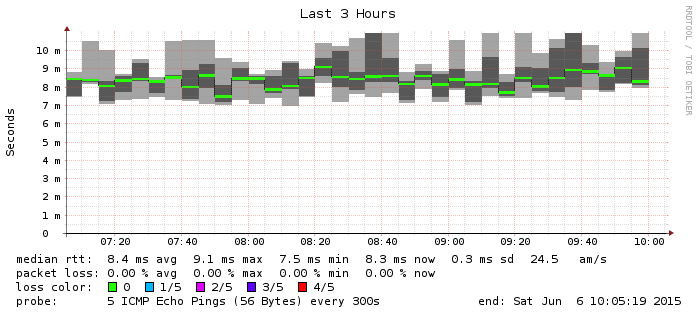 Last 3 Hours
RRDTOOL / TOBI OETIKER
Seconds
10 m
9 m
8 m
7 m
6 m
5 m
4 m
3 m
2 m
1 m
0
07:20 07:40 08:00 08:20 08:40 09:00 09:20 09:40 10:00
median rtt: 8.4 ms avg 9.1 ms max 7.5 ms min 8.3 ms now 0.3 ms sd 24.5 am/s
packet loss: 0.00 % avg 0.00 % max 0.00 % min 0.00 % now
loss color: 0 1/5 2/5 3/5 4/5
probe: 5 ICMP Echo Pings (56 Bytes) every 300s end: Sat Jun 6 10:05:19 2015